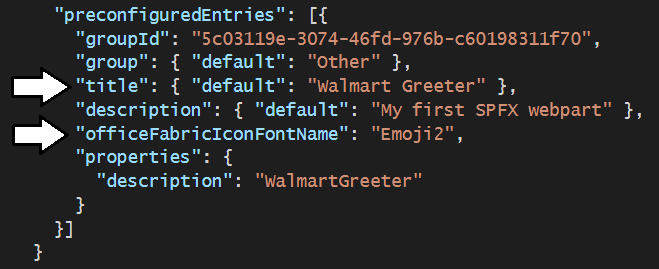 "preconfiguredEntries": [{
"groupId": "5c03119e-3074-46fd-976b-c60198311f70",
"group": { "default": "Other" },
"title": { "default": "Walmart Greeter" },
"description": { "default": "My first SPFX webpart" },
"officeFabricIconFontName": "Emoji2",
"properties": {
"description": "WalmartGreeter"
}
}]
}